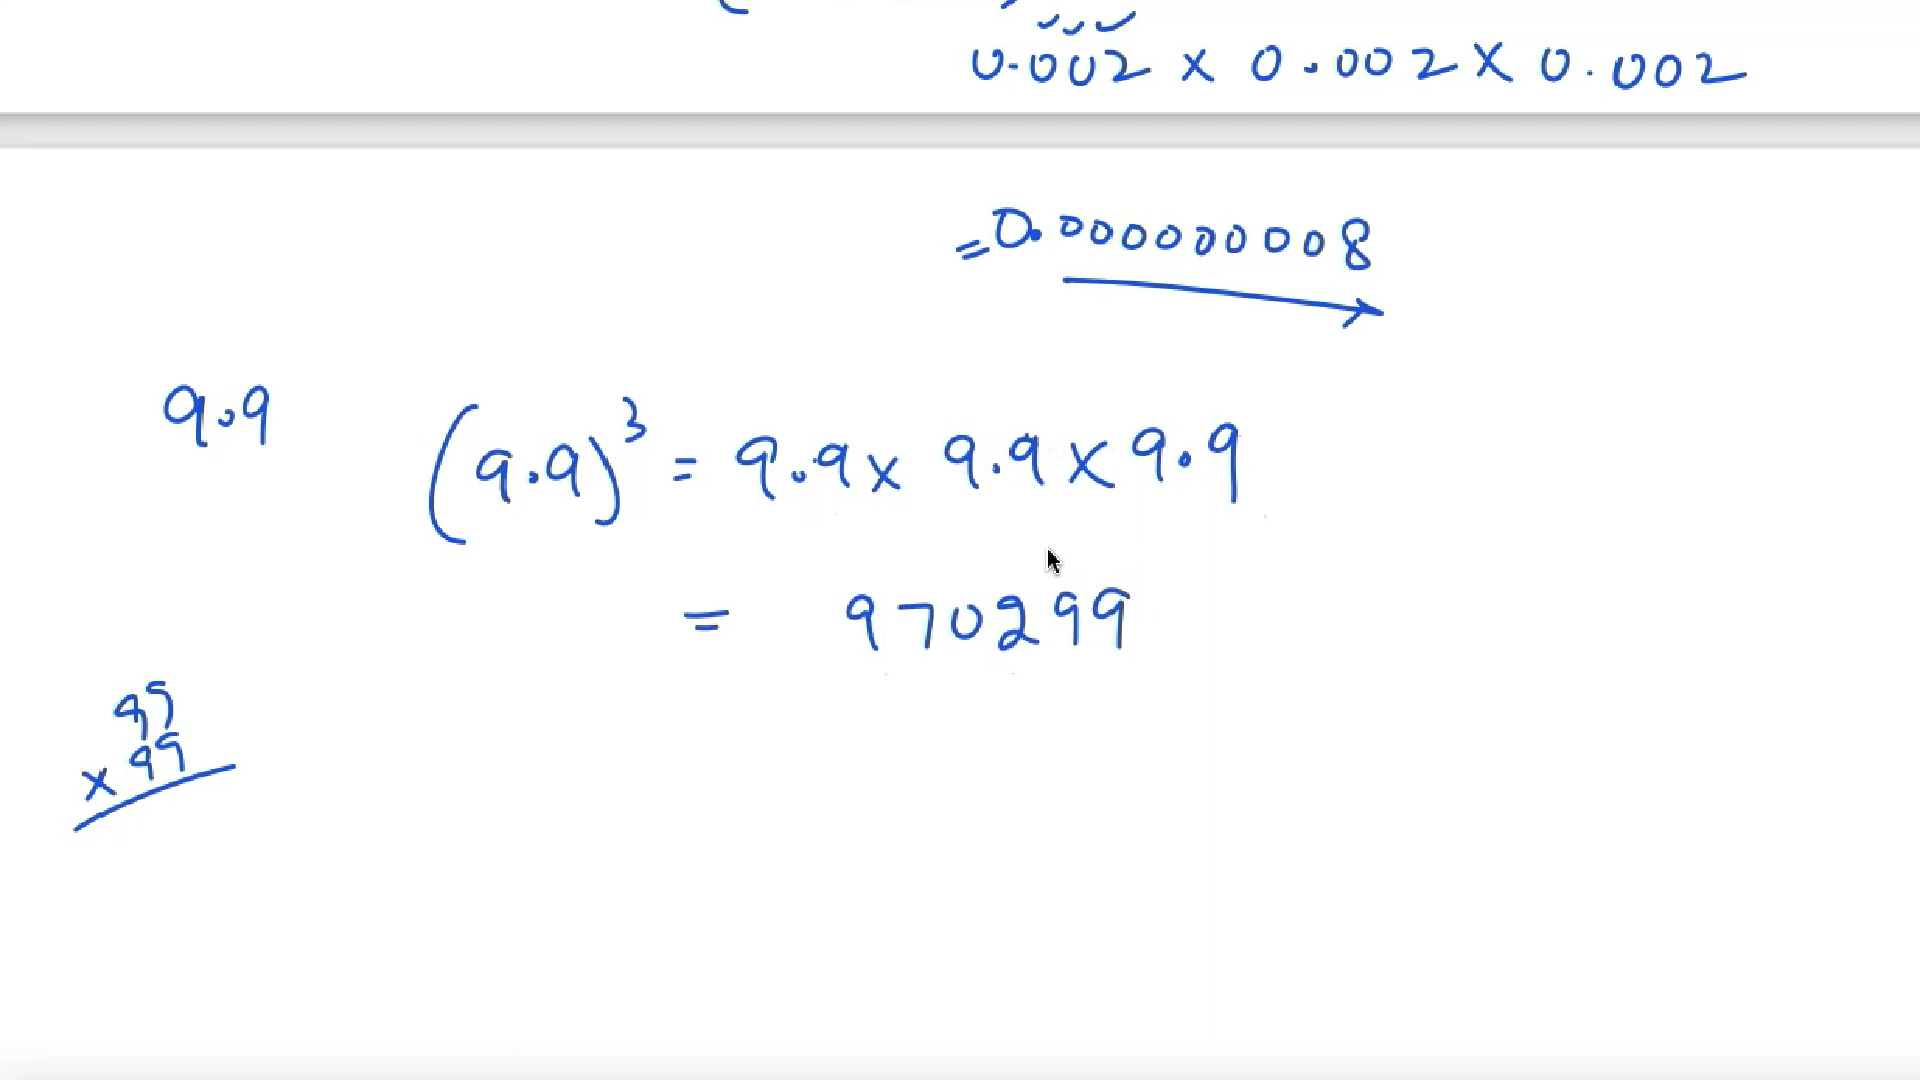 0.002 x 0.002 x 0.002
= 0.000000008
9.9
(9.9)³ = 9.9 x 9.9 x 9.9
= 970299
99
x 99